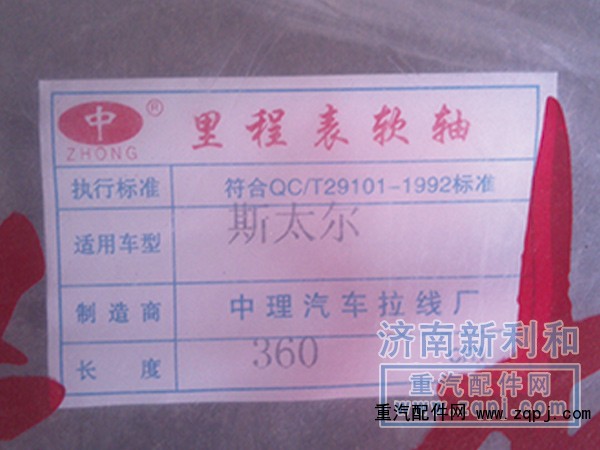 中 ® 里程表软轴
ZHONG
执行标准 符合QC/T29101-1992标准
适用车型 斯太尔
制造商 中理汽车拉线厂
长度 360
济南新利和
重汽配件网
重汽配件网 www.zqpj.com
www.zqpj.com